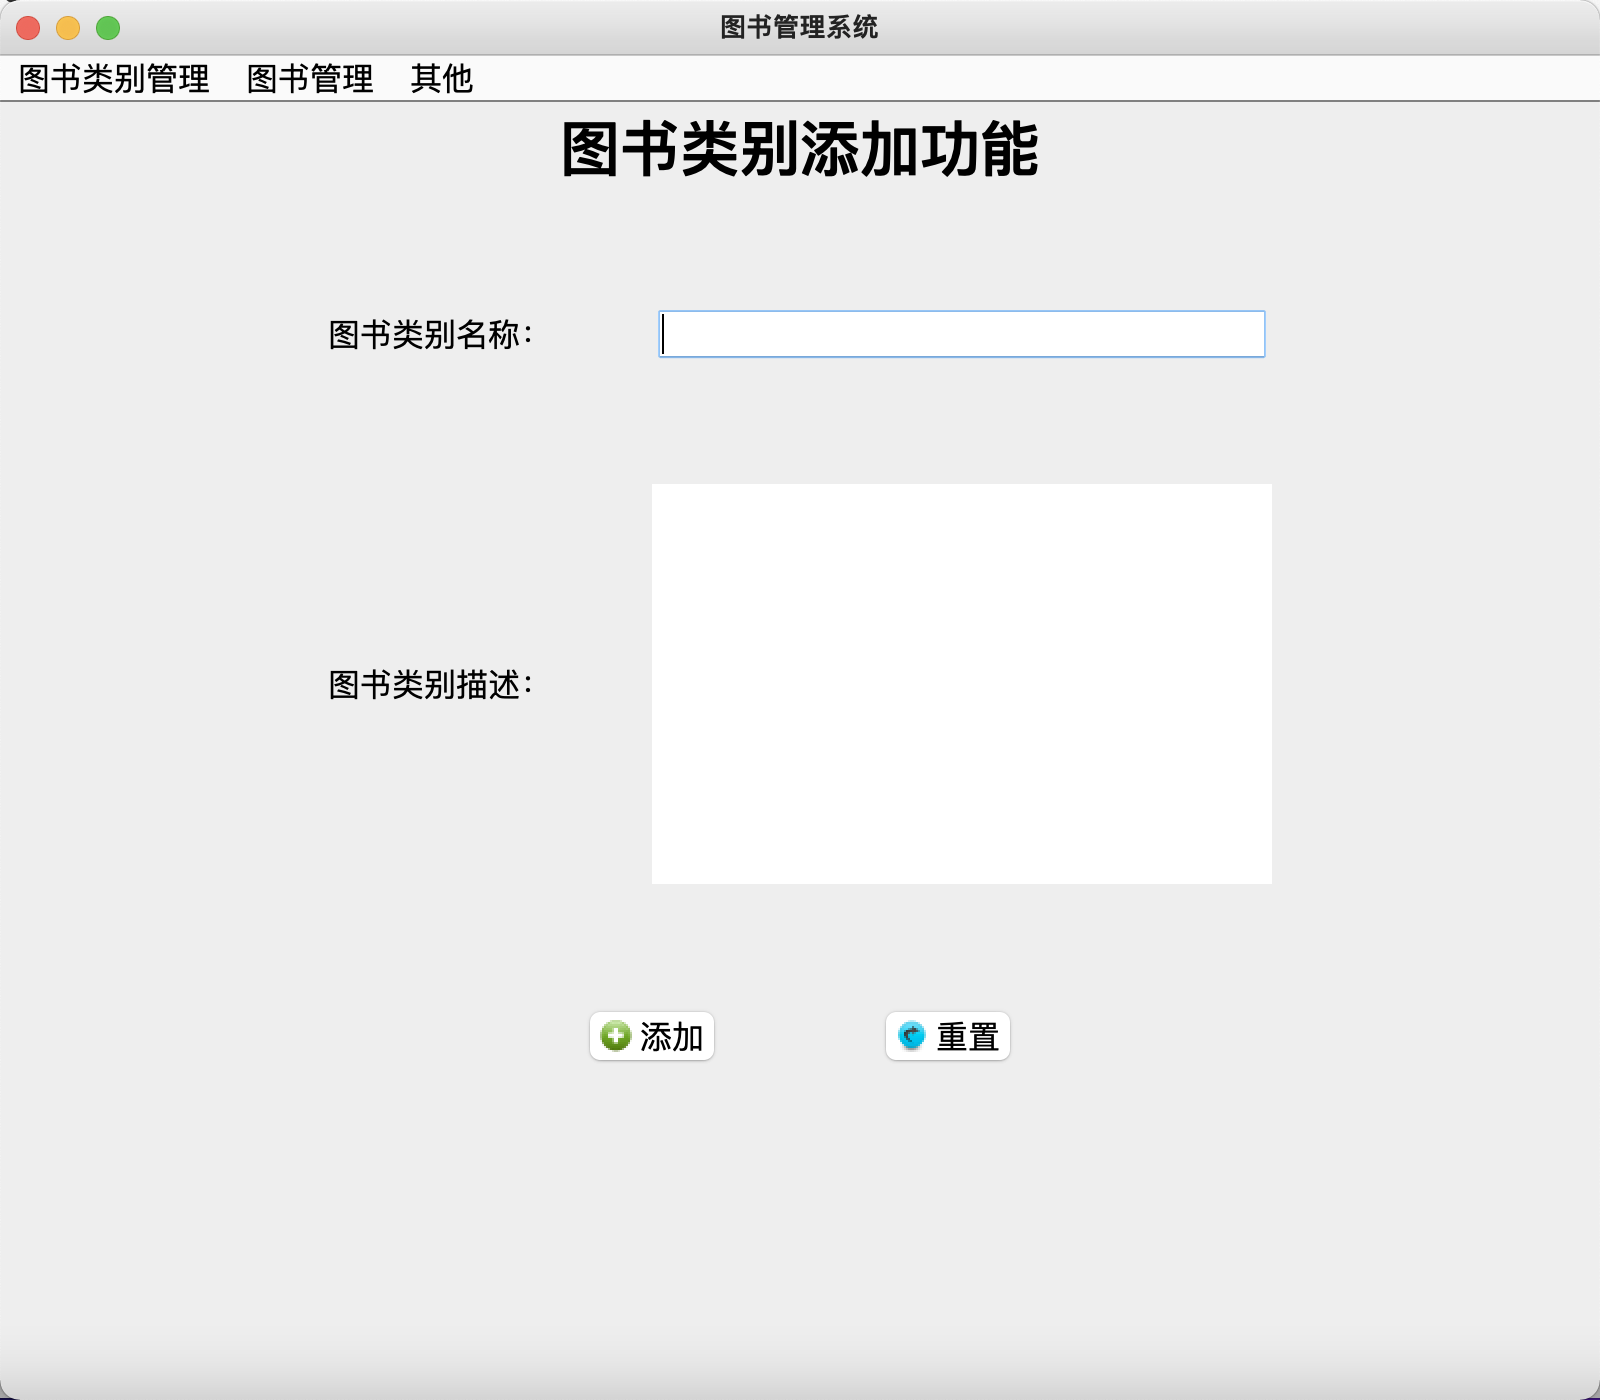 图书管理系统
图书类别管理 图书管理 其他
图书类别添加功能
图书类别名称：
图书类别描述：
添加 重置